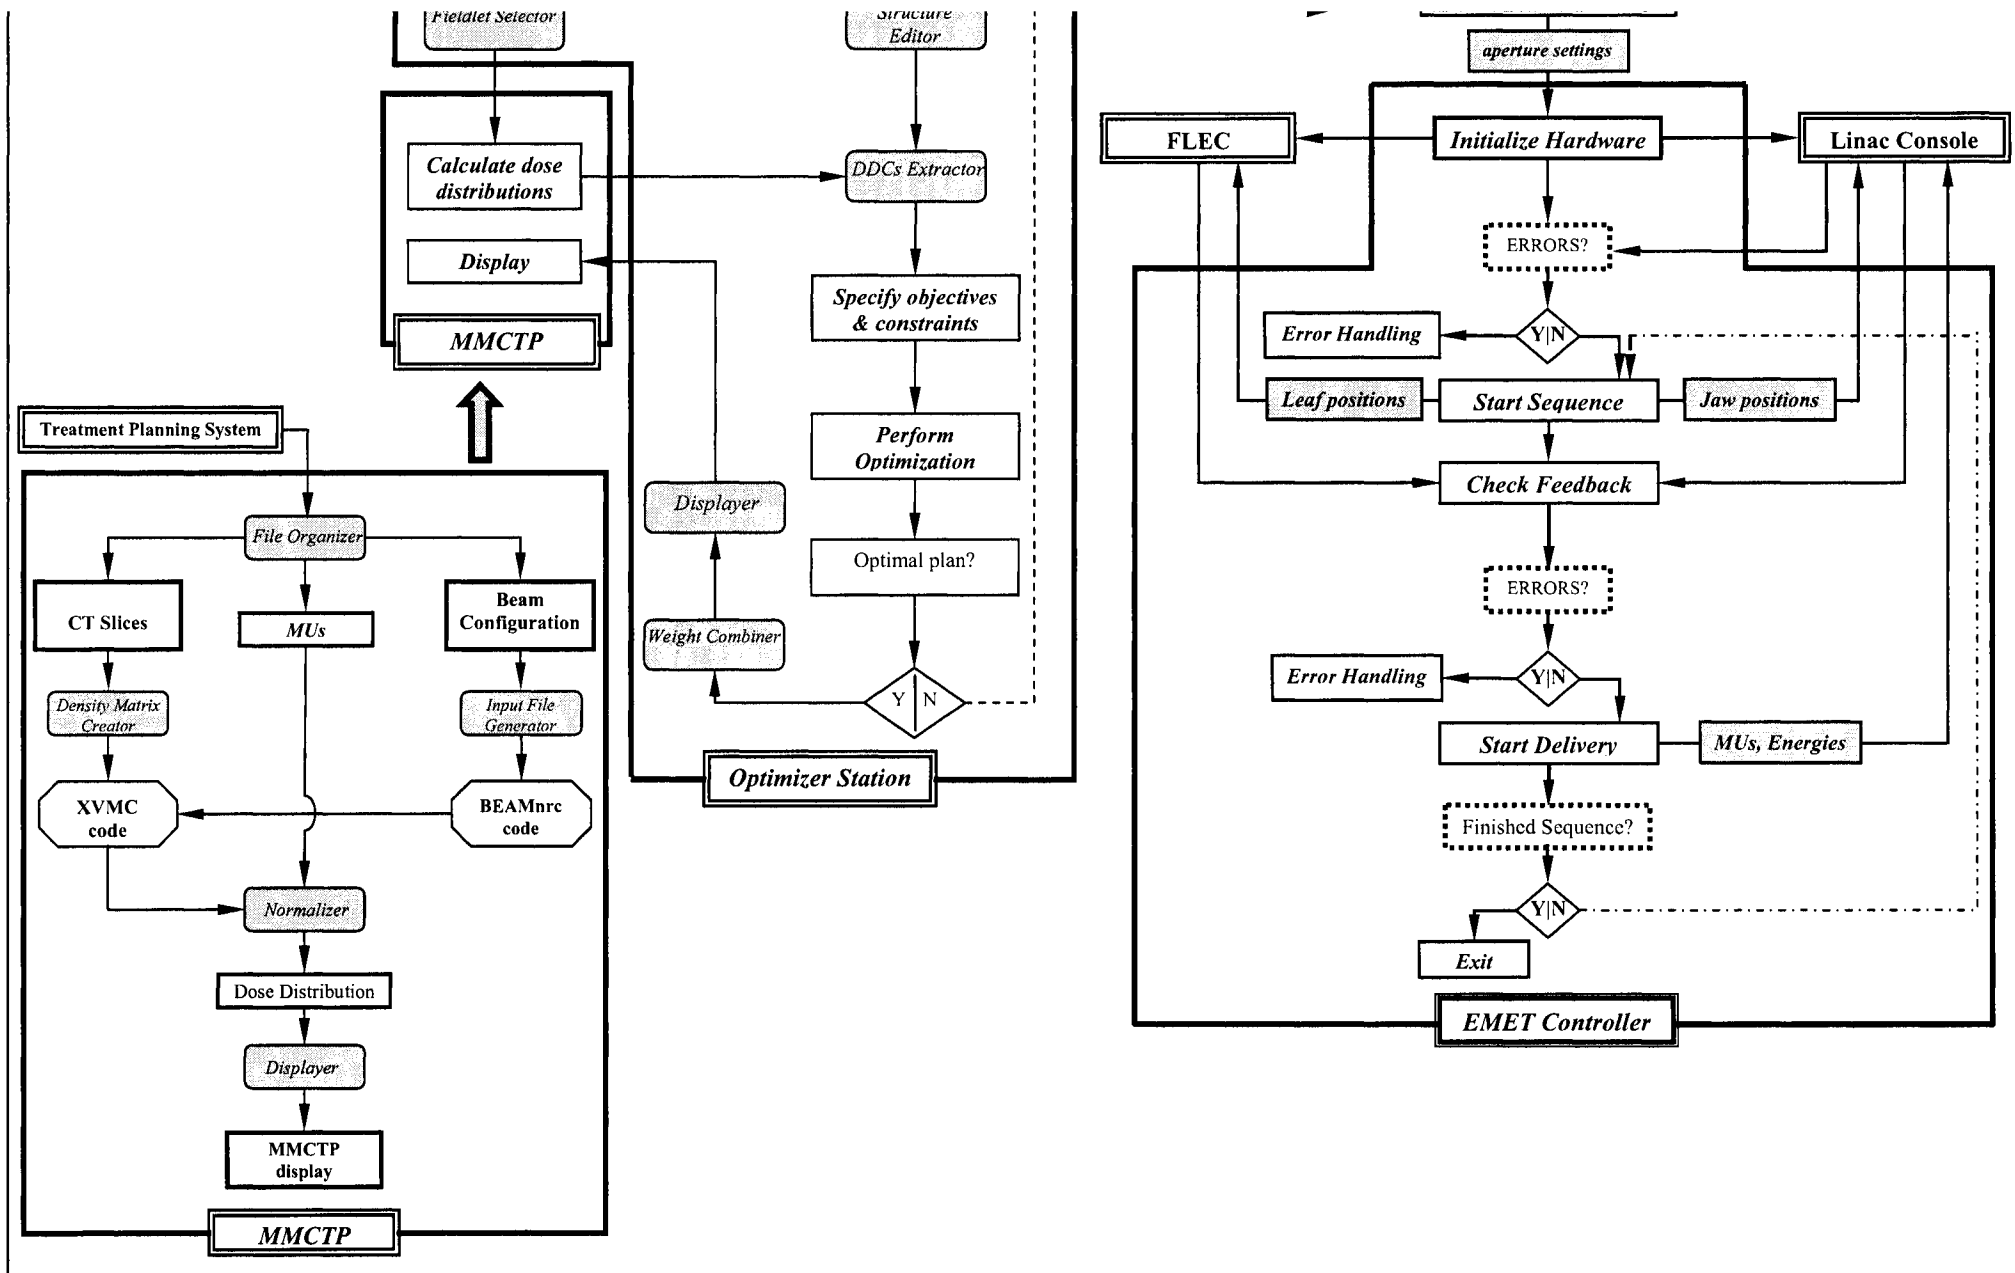 Fieldlet Selector
Structure
Editor
aperture settings
Calculate dose
distributions
DDCs Extractor
Display
MMCTP
Specify objectives
& constraints
Perform
Optimization
Optimal plan?
Displayer
Weight Combiner
Y N
Optimizer Station
Treatment Planning System
File Organizer
CT Slices
MUs
Beam
Configuration
Density Matrix
Creator
Input File
Generator
XVMC
code
BEAMnrc
code
Normalizer
Dose Distribution
Displayer
MMCTP
display
MMCTP
FLEC
Initialize Hardware
Linac Console
ERRORS?
Error Handling
Y|N
Leaf positions
Start Sequence
Jaw positions
Check Feedback
ERRORS?
Error Handling
Y|N
Start Delivery
MUs, Energies
Finished Sequence?
Y|N
Exit
EMET Controller